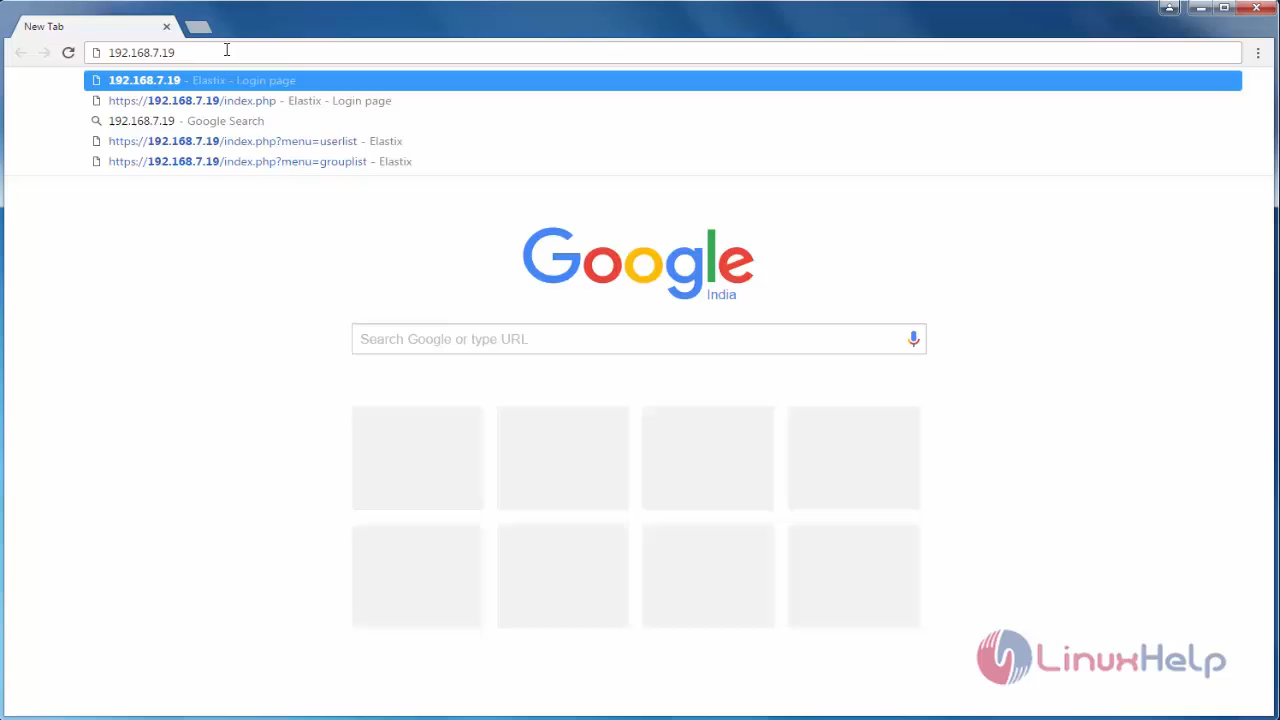 New Tab
192.168.7.19
192.168.7.19 - Elastix - Login page
https://192.168.7.19/index.php - Elastix - Login page
192.168.7.19 - Google Search
https://192.168.7.19/index.php?menu=userlist - Elastix
https://192.168.7.19/index.php?menu=grouplist - Elastix
Google
India
Search Google or type URL
LinuxHelp